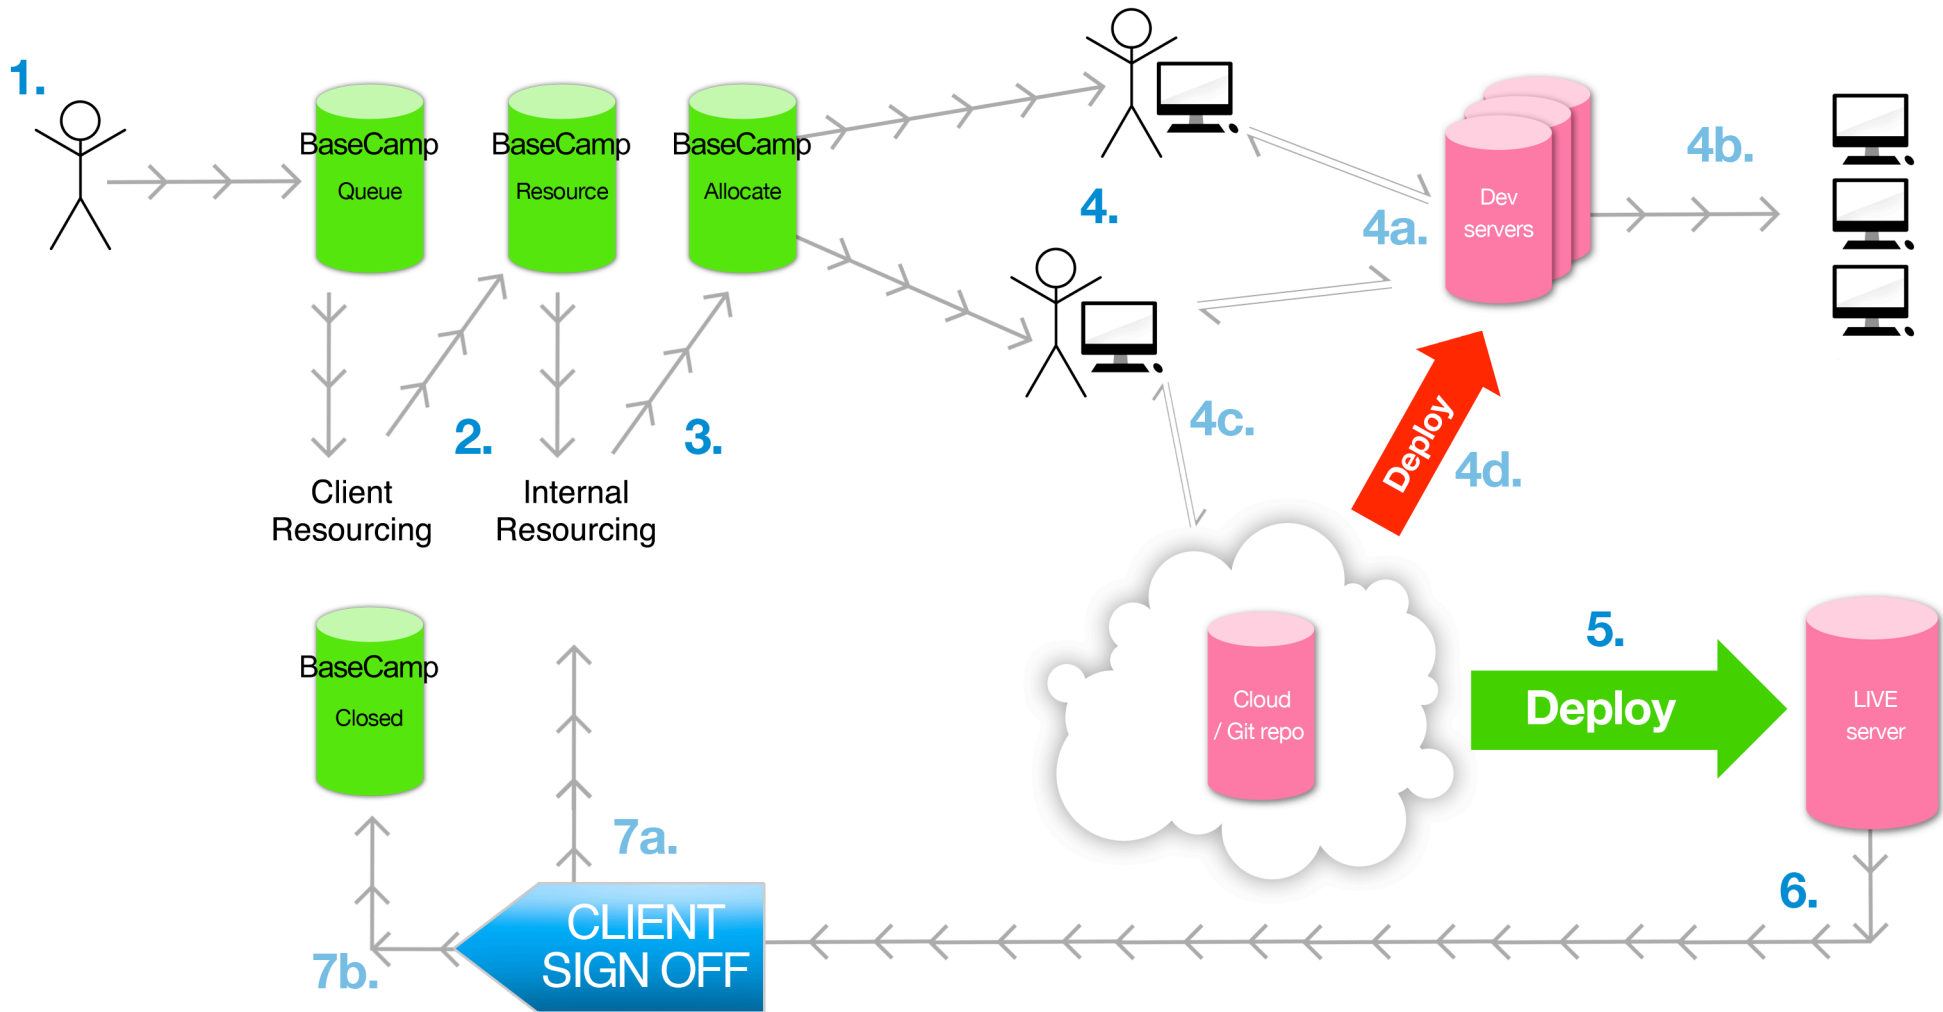 1.
BaseCamp
Queue
BaseCamp
Resource
BaseCamp
Allocate
4.
4a.
Dev
servers
4b.
2.
3.
Client
Resourcing
Internal
Resourcing
4c.
Deploy
4d.
BaseCamp
Closed
Cloud
/ Git repo
5.
Deploy
LIVE
server
6.
7a.
CLIENT
SIGN OFF
7b.